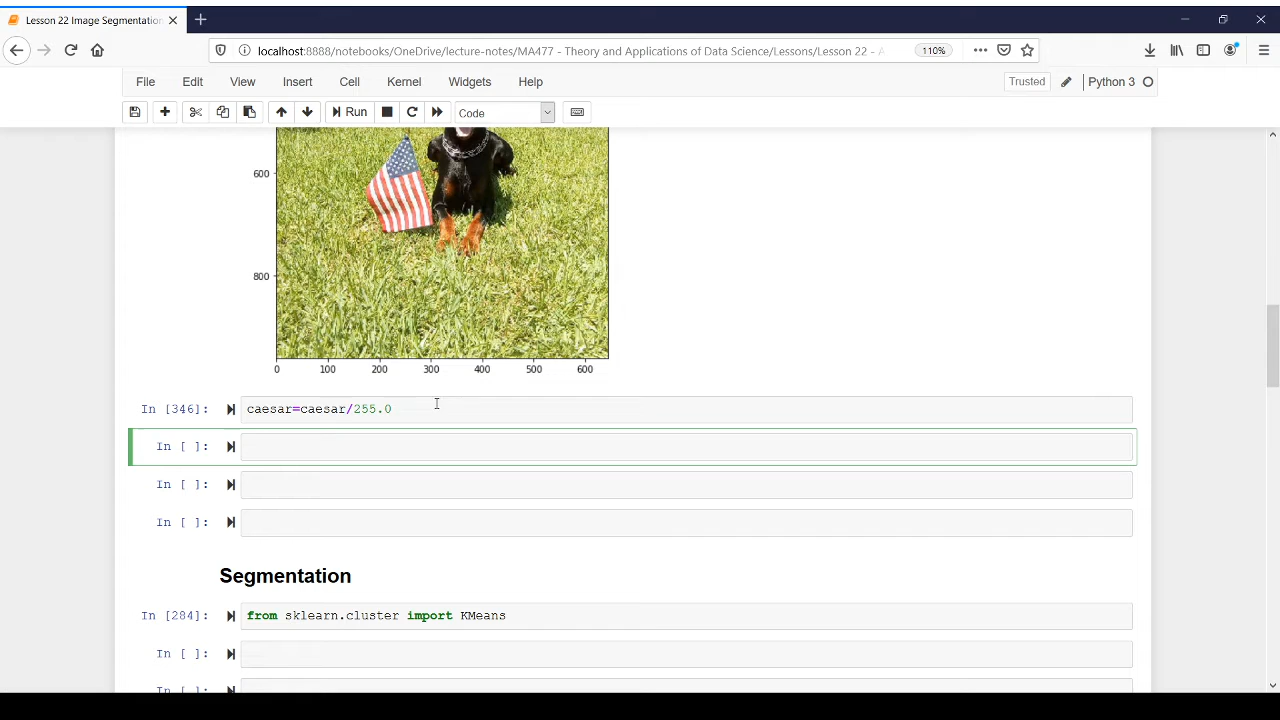 Lesson 22 Image Segmentation
localhost:8888/notebooks/OneDrive/lecture-notes/MA477 - Theory and Applications of Data Science/Lessons/Lesson 22 -
110%
File Edit View Insert Cell Kernel Widgets Help
Trusted
Python 3
Run
Code
600
800
0 100 200 300 400 500 600
In [346]: caesar=caesar/255.0
In [ ]:
In [ ]:
In [ ]:
Segmentation
In [284]: from sklearn.cluster import KMeans
In [ ]:
In [ ]: